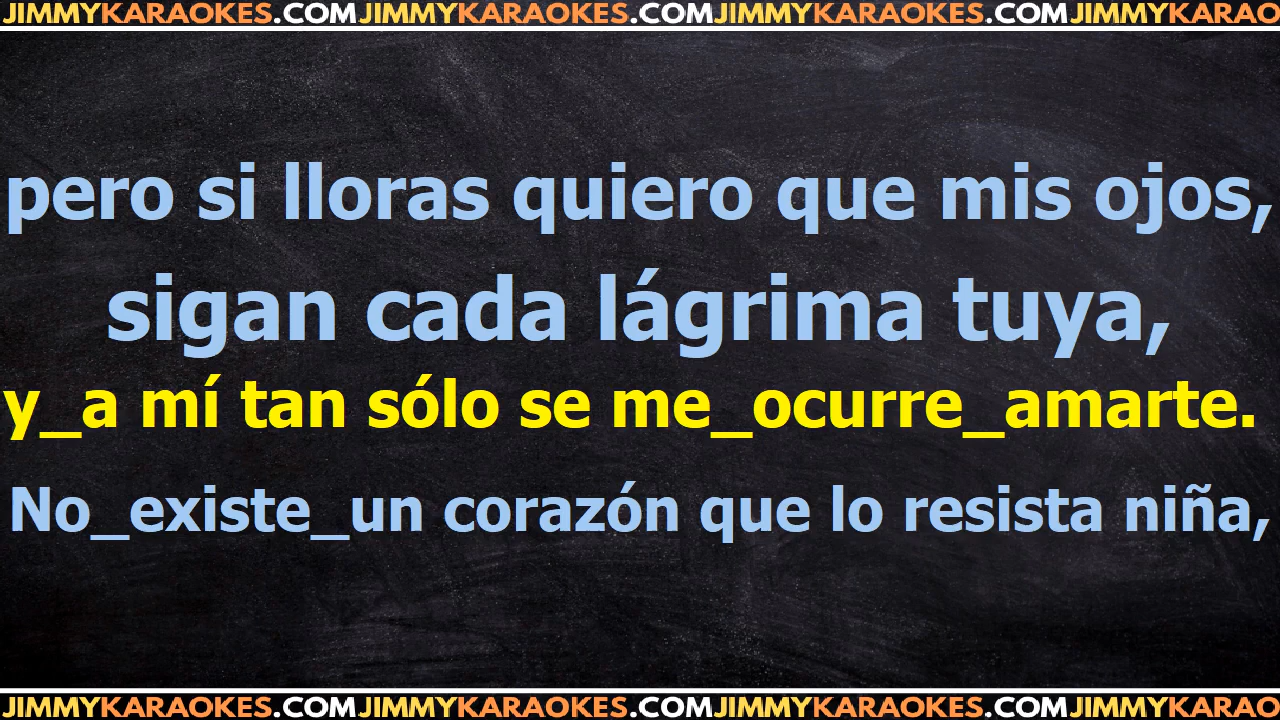 JIMMYKARAOKES.COMJIMMYKARAOKES.COMJIMMYKARAOKES.COMJIMMYKARAO
pero si lloras quiero que mis ojos,
sigan cada lágrima tuya,
y_a mí tan sólo se me_ocurre_amarte.
No_existe_un corazón que lo resista niña,
JIMMYKARAOKES.COMJIMMYKARAOKES.COMJIMMYKARAOKES.COMJIMMYKARAO